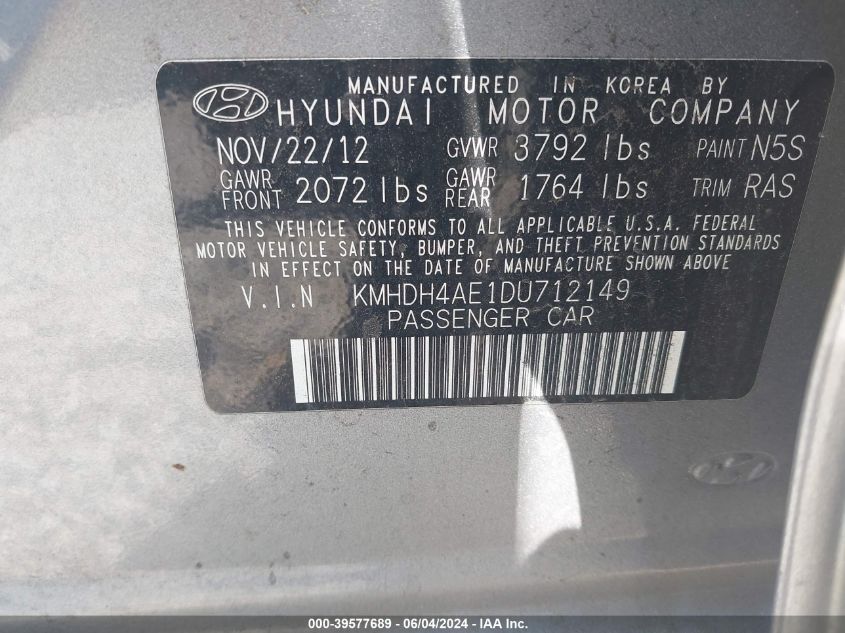 MANUFACTURED IN KOREA BY
HYUNDAI MOTOR COMPANY
NOV/22/12 GVWR 3792 lbs PAINT N5S
GAWR FRONT 2072 lbs GAWR REAR 1764 lbs TRIM RAS
THIS VEHICLE CONFORMS TO ALL APPLICABLE U.S.A. FEDERAL
MOTOR VEHICLE SAFETY, BUMPER, AND THEFT PREVENTION STANDARDS
IN EFFECT ON THE DATE OF MANUFACTURE SHOWN ABOVE
V.I.N KMHDH4AE1DU712149
PASSENGER CAR
000-39577689 - 06/04/2024 - IAA Inc.